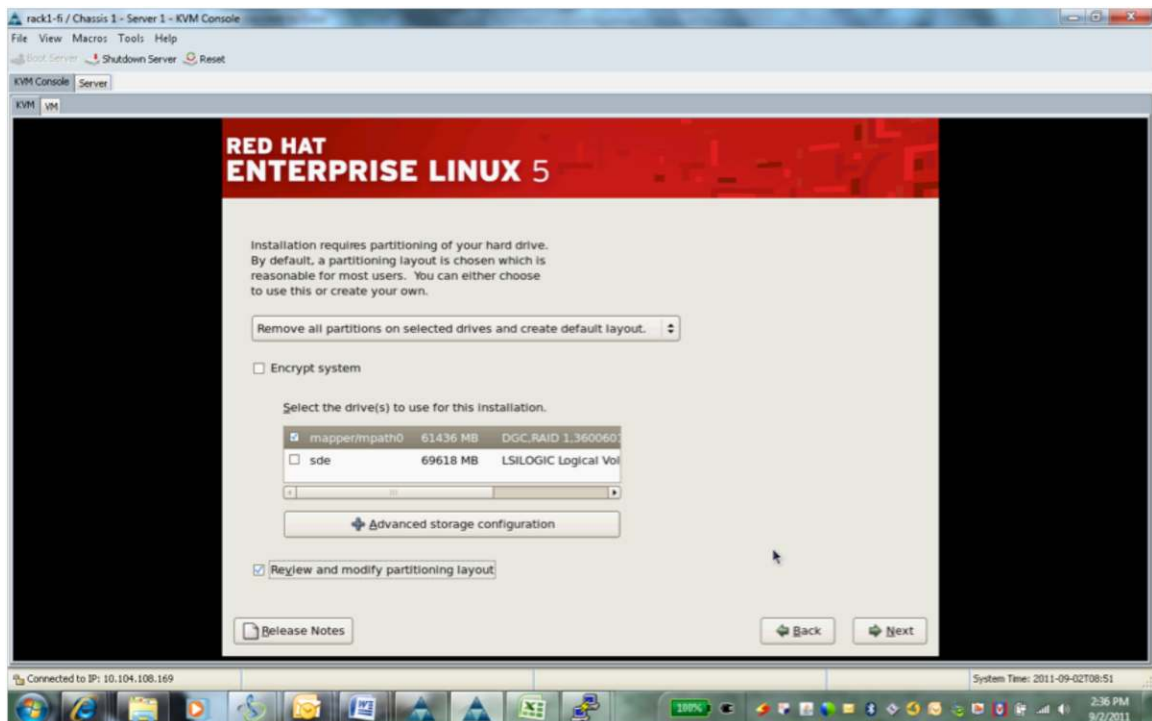 rack1-fi / Chassis 1 - Server 1 - KVM Console
File View Macros Tools Help
Boot Server Shutdown Server Reset
KVM Console Server
KVM VM
RED HAT
ENTERPRISE LINUX 5
Installation requires partitioning of your hard drive.
By default, a partitioning layout is chosen which is
reasonable for most users. You can either choose
to use this or create your own.
Remove all partitions on selected drives and create default layout.
Encrypt system
Select the drive(s) to use for this installation.
mapper/mpath0 61436 MB DGC,RAID 1,3600601
sde 69618 MB LSILOGIC Logical Vol
Advanced storage configuration
Review and modify partitioning layout
Release Notes
Back Next
Connected to IP: 10.104.108.169
System Time: 2011-09-02T08:51
100%
2:36 PM
9/2/2011